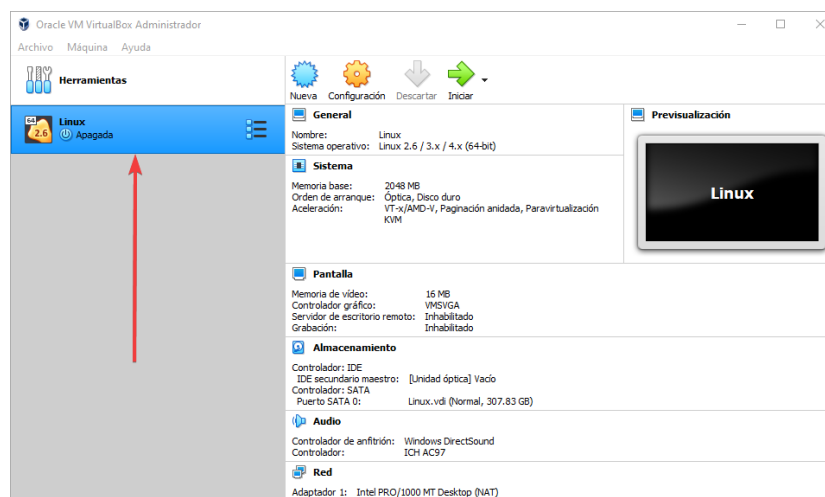 Oracle VM VirtualBox Administrador
Archivo Máquina Ayuda
Herramientas
Nueva Configuración Descartar Iniciar
64
2.6
Linux
Apagada
General
Nombre: Linux
Sistema operativo: Linux 2.6 / 3.x / 4.x (64-bit)
Previsualización
Linux
Sistema
Memoria base: 2048 MB
Orden de arranque: Óptica, Disco duro
Aceleración: VT-x/AMD-V, Paginación anidada, Paravirtualización
KVM
Pantalla
Memoria de vídeo: 16 MB
Controlador gráfico: VMSVGA
Servidor de escritorio remoto: Inhabilitado
Grabación: Inhabilitado
Almacenamiento
Controlador: IDE
IDE secundario maestro: [Unidad óptica] Vacío
Controlador: SATA
Puerto SATA 0: Linux.vdi (Normal, 307.83 GB)
Audio
Controlador de anfitrión: Windows DirectSound
Controlador: ICH AC97
Red
Adaptador 1: Intel PRO/1000 MT Desktop (NAT)